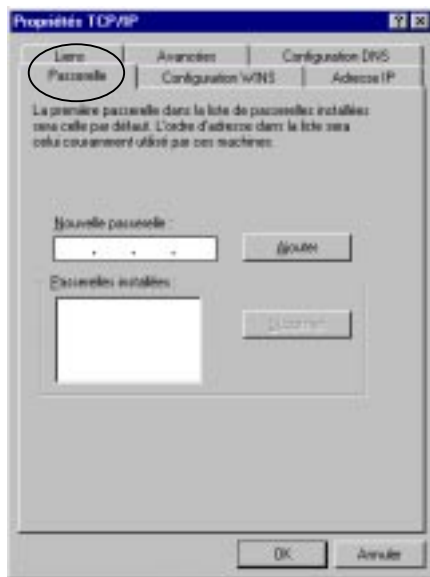 Propriétés TCP/IP
Liens Avancées Configuration DNS
Passerelle Configuration WINS Adresse IP
La première passerelle dans la liste de passerelles installées
sera celle par défaut. L'ordre d'adresse dans la liste sera
celui couramment utilisé par ces machines.
Nouvelle passerelle :
Ajouter
Passerelles installées :
Supprimer
OK Annuler